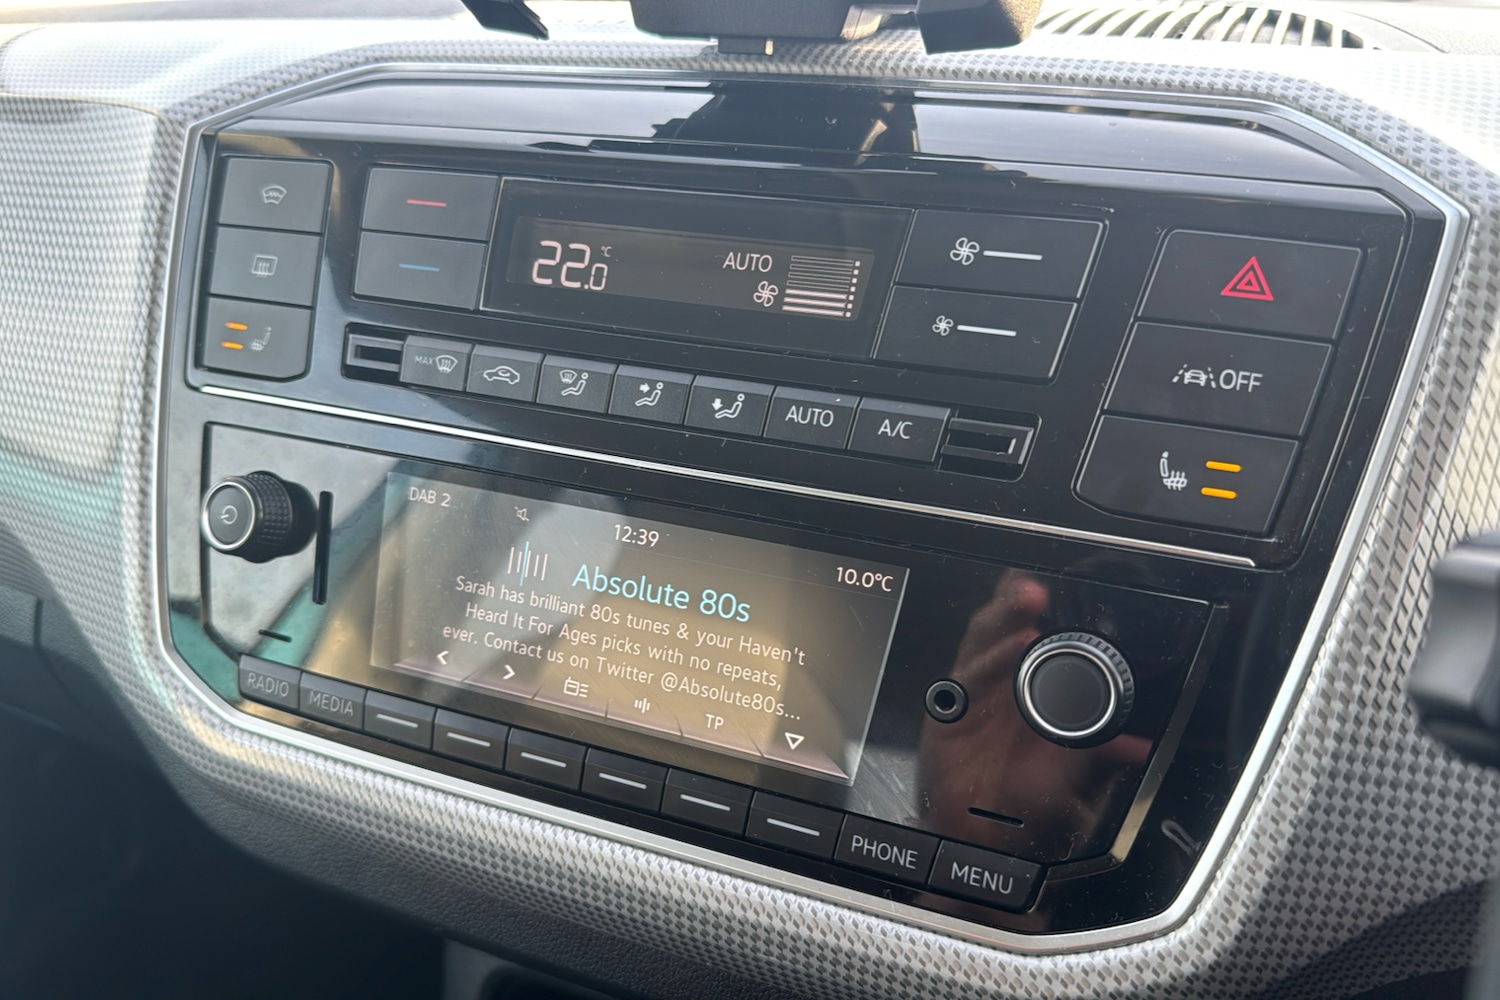 22.0 °C
AUTO
MAX
AUTO
A/C
OFF
DAB 2
12:39
10.0°C
Absolute 80s
Sarah has brilliant 80s tunes & your Haven't
Heard It For Ages picks with no repeats,
ever. Contact us on Twitter @Absolute80s...
TP
RADIO
MEDIA
PHONE
MENU